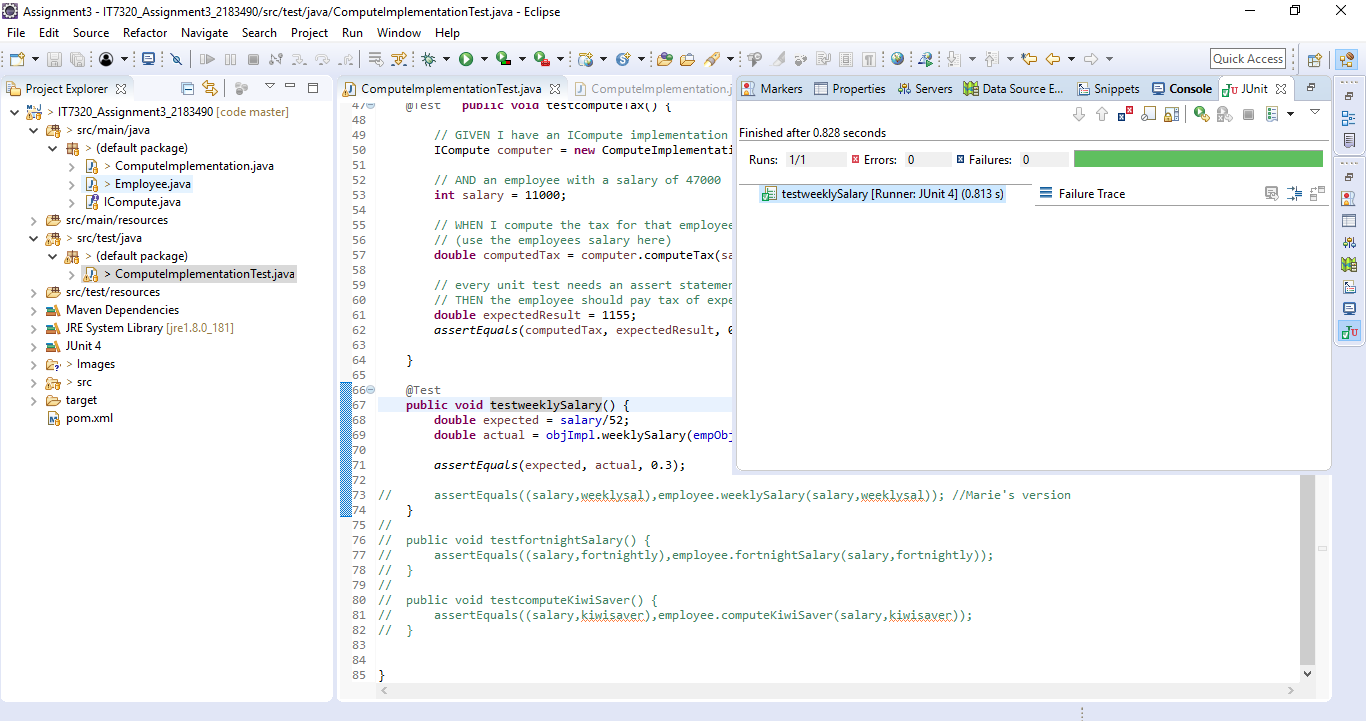 Assignment3 - IT7320_Assignment3_2183490/src/test/java/ComputeImplementationTest.java - Eclipse
File Edit Source Refactor Navigate Search Project Run Window Help
Quick Access
Project Explorer
IT7320_Assignment3_2183490 [code master]
src/main/java
(default package)
ComputeImplementation.java
Employee.java
ICompute.java
src/main/resources
src/test/java
(default package)
ComputeImplementationTest.java
src/test/resources
Maven Dependencies
JRE System Library [jre1.8.0_181]
JUnit 4
Images
src
target
pom.xml
ComputeImplementationTest.java ComputeImplementation.j
47 @Test public void testcomputeTax() {
48
49 // GIVEN I have an ICompute implementation
50 ICompute computer = new ComputeImplementati
51
52 // AND an employee with a salary of 47000
53 int salary = 11000;
54
55 // WHEN I compute the tax for that employee
56 // (use the employees salary here)
57 double computedTax = computer.computeTax(sa
58
59 // every unit test needs an assert statemen
60 // THEN the employee should pay tax of expe
61 double expectedResult = 1155;
62 assertEquals(computedTax, expectedResult, 0
63
64 }
65
66 @Test
67 public void testweeklySalary() {
68 double expected = salary/52;
69 double actual = objImpl.weeklySalary(empObj
70
71 assertEquals(expected, actual, 0.3);
72
73 // assertEquals((salary,weeklysal),employee.weeklySalary(salary,weeklysal)); //Marie's version
74 }
75 //
76 // public void testfortnightSalary() {
77 // assertEquals((salary,fortnightly),employee.fortnightSalary(salary,fortnightly));
78 // }
79 //
80 // public void testcomputeKiwiSaver() {
81 // assertEquals((salary,kiwisaver),employee.computeKiwiSaver(salary,kiwisaver));
82 // }
83
84
85 }
Markers Properties Servers Data Source E... Snippets Console JUnit
Finished after 0.828 seconds
Runs: 1/1 Errors: 0 Failures: 0
testweeklySalary [Runner: JUnit 4] (0.813 s)
Failure Trace